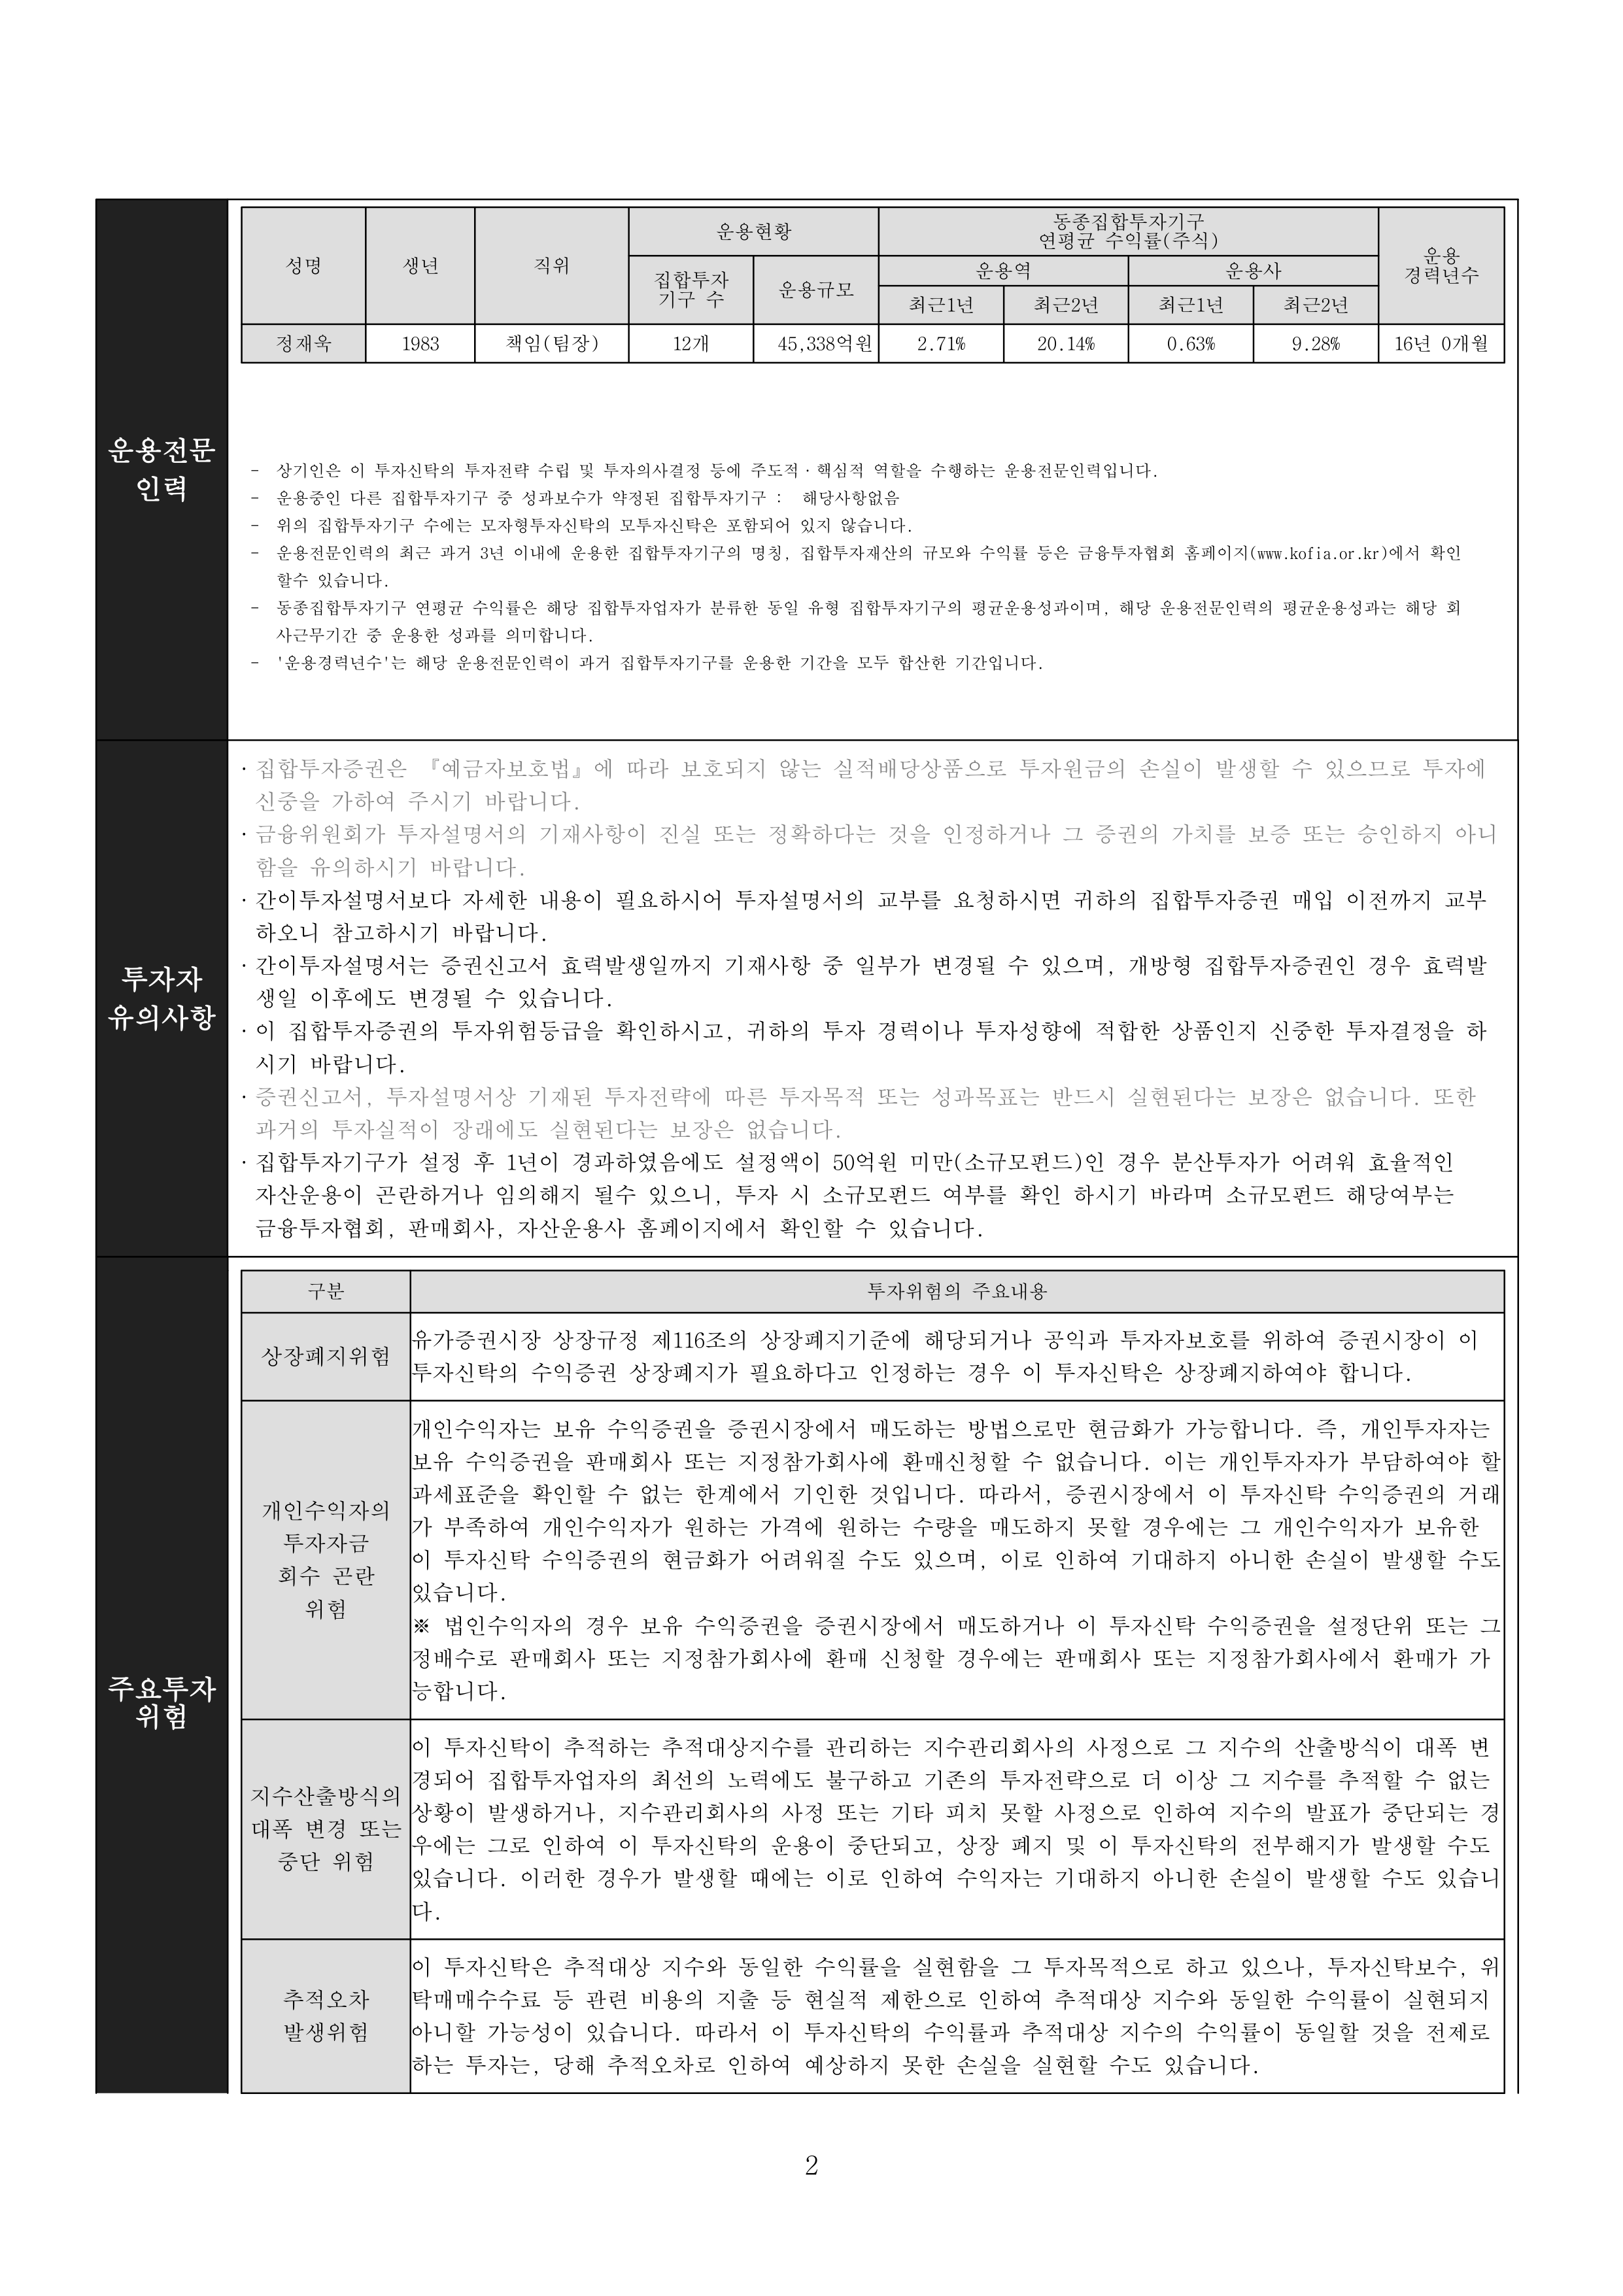 운용전문
인력
성명 생년 직위 운용현황 동종집합투자기구
연평균 수익률(주식) 운용
경력년수
집합투자
기구 수 운용규모 운용역 운용사
최근1년 최근2년 최근1년 최근2년
정재욱 1983 책임(팀장) 12개 45,338억원 2.71% 20.14% 0.63% 9.28% 16년 0개월
- 상기인은 이 투자신탁의 투자전략 수립 및 투자의사결정 등에 주도적·핵심적 역할을 수행하는 운용전문인력입니다.
- 운용중인 다른 집합투자기구 중 성과보수가 약정된 집합투자기구 : 해당사항없음
- 위의 집합투자기구 수에는 모자형투자신탁의 모투자신탁은 포함되어 있지 않습니다.
- 운용전문인력의 최근 과거 3년 이내에 운용한 집합투자기구의 명칭, 집합투자재산의 규모와 수익률 등은 금융투자협회 홈페이지(www.kofia.or.kr)에서 확인
할수 있습니다.
- 동종집합투자기구 연평균 수익률은 해당 집합투자업자가 분류한 동일 유형 집합투자기구의 평균운용성과이며, 해당 운용전문인력의 평균운용성과는 해당 회
사근무기간 중 운용한 성과를 의미합니다.
- '운용경력년수'는 해당 운용전문인력이 과거 집합투자기구를 운용한 기간을 모두 합산한 기간입니다.
투자자
유의사항
· 집합투자증권은 『예금자보호법』에 따라 보호되지 않는 실적배당상품으로 투자원금의 손실이 발생할 수 있으므로 투자에
신중을 가하여 주시기 바랍니다.
· 금융위원회가 투자설명서의 기재사항이 진실 또는 정확하다는 것을 인정하거나 그 증권의 가치를 보증 또는 승인하지 아니
함을 유의하시기 바랍니다.
· 간이투자설명서보다 자세한 내용이 필요하시어 투자설명서의 교부를 요청하시면 귀하의 집합투자증권 매입 이전까지 교부
하오니 참고하시기 바랍니다.
· 간이투자설명서는 증권신고서 효력발생일까지 기재사항 중 일부가 변경될 수 있으며, 개방형 집합투자증권인 경우 효력발
생일 이후에도 변경될 수 있습니다.
· 이 집합투자증권의 투자위험등급을 확인하시고, 귀하의 투자 경력이나 투자성향에 적합한 상품인지 신중한 투자결정을 하
시기 바랍니다.
· 증권신고서, 투자설명서상 기재된 투자전략에 따른 투자목적 또는 성과목표는 반드시 실현된다는 보장은 없습니다. 또한
과거의 투자실적이 장래에도 실현된다는 보장은 없습니다.
· 집합투자기구가 설정 후 1년이 경과하였음에도 설정액이 50억원 미만(소규모펀드)인 경우 분산투자가 어려워 효율적인
자산운용이 곤란하거나 임의해지 될수 있으니, 투자 시 소규모펀드 여부를 확인 하시기 바라며 소규모펀드 해당여부는
금융투자협회, 판매회사, 자산운용사 홈페이지에서 확인할 수 있습니다.
주요투자
위험
구분 투자위험의 주요내용
상장폐지위험
유가증권시장 상장규정 제116조의 상장폐지기준에 해당되거나 공익과 투자자보호를 위하여 증권시장이 이
투자신탁의 수익증권 상장폐지가 필요하다고 인정하는 경우 이 투자신탁은 상장폐지하여야 합니다.
개인수익자의
투자자금
회수 곤란
위험
개인수익자는 보유 수익증권을 증권시장에서 매도하는 방법으로만 현금화가 가능합니다. 즉, 개인투자자는
보유 수익증권을 판매회사 또는 지정참가회사에 환매신청할 수 없습니다. 이는 개인투자자가 부담하여야 할
과세표준을 확인할 수 없는 한계에서 기인한 것입니다. 따라서, 증권시장에서 이 투자신탁 수익증권의 거래
가 부족하여 개인수익자가 원하는 가격에 원하는 수량을 매도하지 못할 경우에는 그 개인수익자가 보유한
이 투자신탁 수익증권의 현금화가 어려워질 수도 있으며, 이로 인하여 기대하지 아니한 손실이 발생할 수도
있습니다.
※ 법인수익자의 경우 보유 수익증권을 증권시장에서 매도하거나 이 투자신탁 수익증권을 설정단위 또는 그
정배수로 판매회사 또는 지정참가회사에 환매 신청할 경우에는 판매회사 또는 지정참가회사에서 환매가 가
능합니다.
지수산출방식의
대폭 변경 또는
중단 위험
이 투자신탁이 추적하는 추적대상지수를 관리하는 지수관리회사의 사정으로 그 지수의 산출방식이 대폭 변
경되어 집합투자업자의 최선의 노력에도 불구하고 기존의 투자전략으로 더 이상 그 지수를 추적할 수 없는
상황이 발생하거나, 지수관리회사의 사정 또는 기타 피치 못할 사정으로 인하여 지수의 발표가 중단되는 경
우에는 그로 인하여 이 투자신탁의 운용이 중단되고, 상장 폐지 및 이 투자신탁의 전부해지가 발생할 수도
있습니다. 이러한 경우가 발생할 때에는 이로 인하여 수익자는 기대하지 아니한 손실이 발생할 수도 있습니
다.
추적오차
발생위험
이 투자신탁은 추적대상 지수와 동일한 수익률을 실현함을 그 투자목적으로 하고 있으나, 투자신탁보수, 위
탁매매수수료 등 관련 비용의 지출 등 현실적 제한으로 인하여 추적대상 지수와 동일한 수익률이 실현되지
아니할 가능성이 있습니다. 따라서 이 투자신탁의 수익률과 추적대상 지수의 수익률이 동일할 것을 전제로
하는 투자는, 당해 추적오차로 인하여 예상하지 못한 손실을 실현할 수도 있습니다.
2